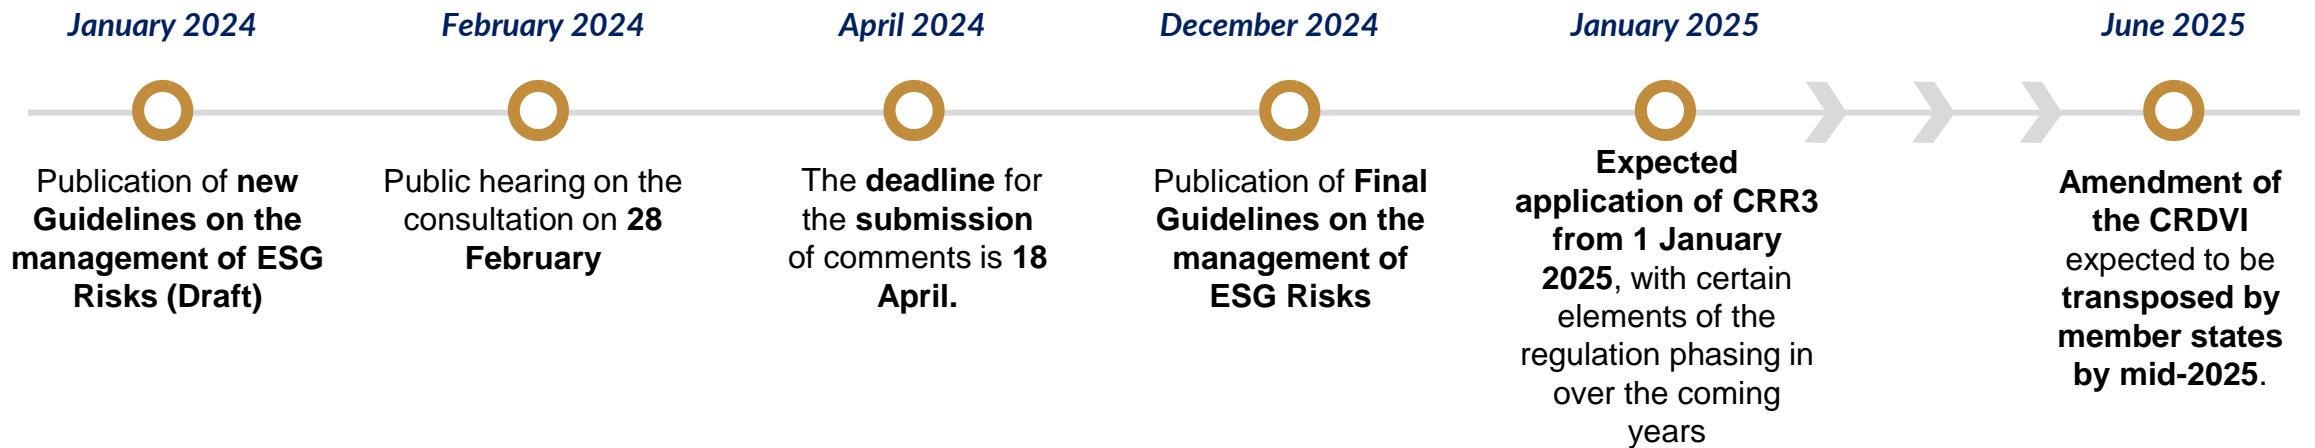 January 2024
Publication of new
Guidelines on the
management of ESG
Risks (Draft)
February 2024
Public hearing on the
consultation on 28
February
April 2024
The deadline for
the submission
of comments is 18
April.
December 2024
Publication of Final
Guidelines on the
management of
ESG Risks
January 2025
Expected
application of CRR3
from 1 January
2025, with certain
elements of the
regulation phasing in
over the coming
years
June 2025
Amendment of
the CRDVI
expected to be
transposed by
member states
by mid-2025.